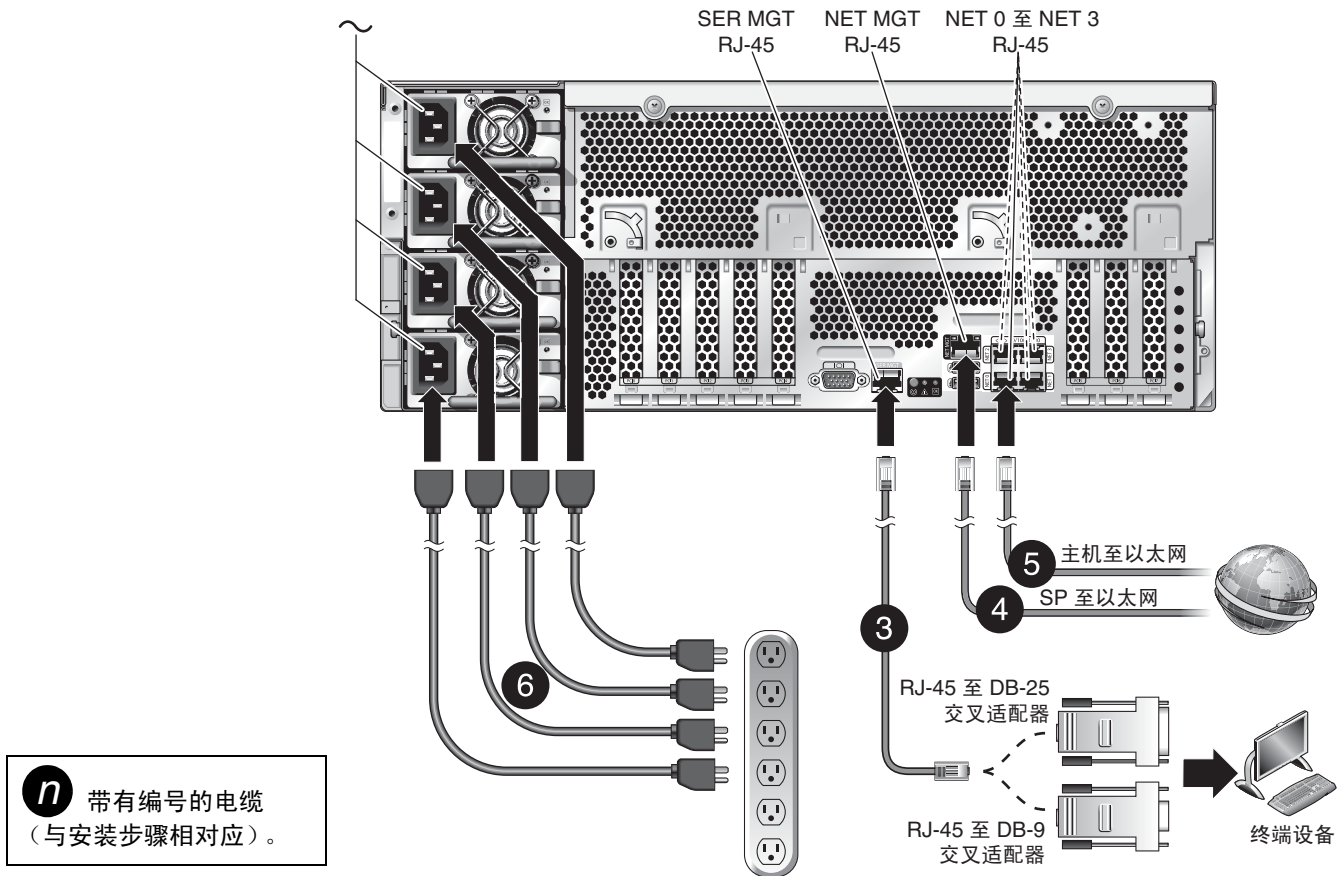 SER MGT
RJ-45
NET MGT
RJ-45
NET 0 至 NET 3
RJ-45
NET MGT
5 主机至以太网
4 SP 至以太网
3
6
RJ-45 至 DB-25
交叉适配器
RJ-45 至 DB-9
交叉适配器
终端设备
n 带有编号的电缆
（与安装步骤相对应）。